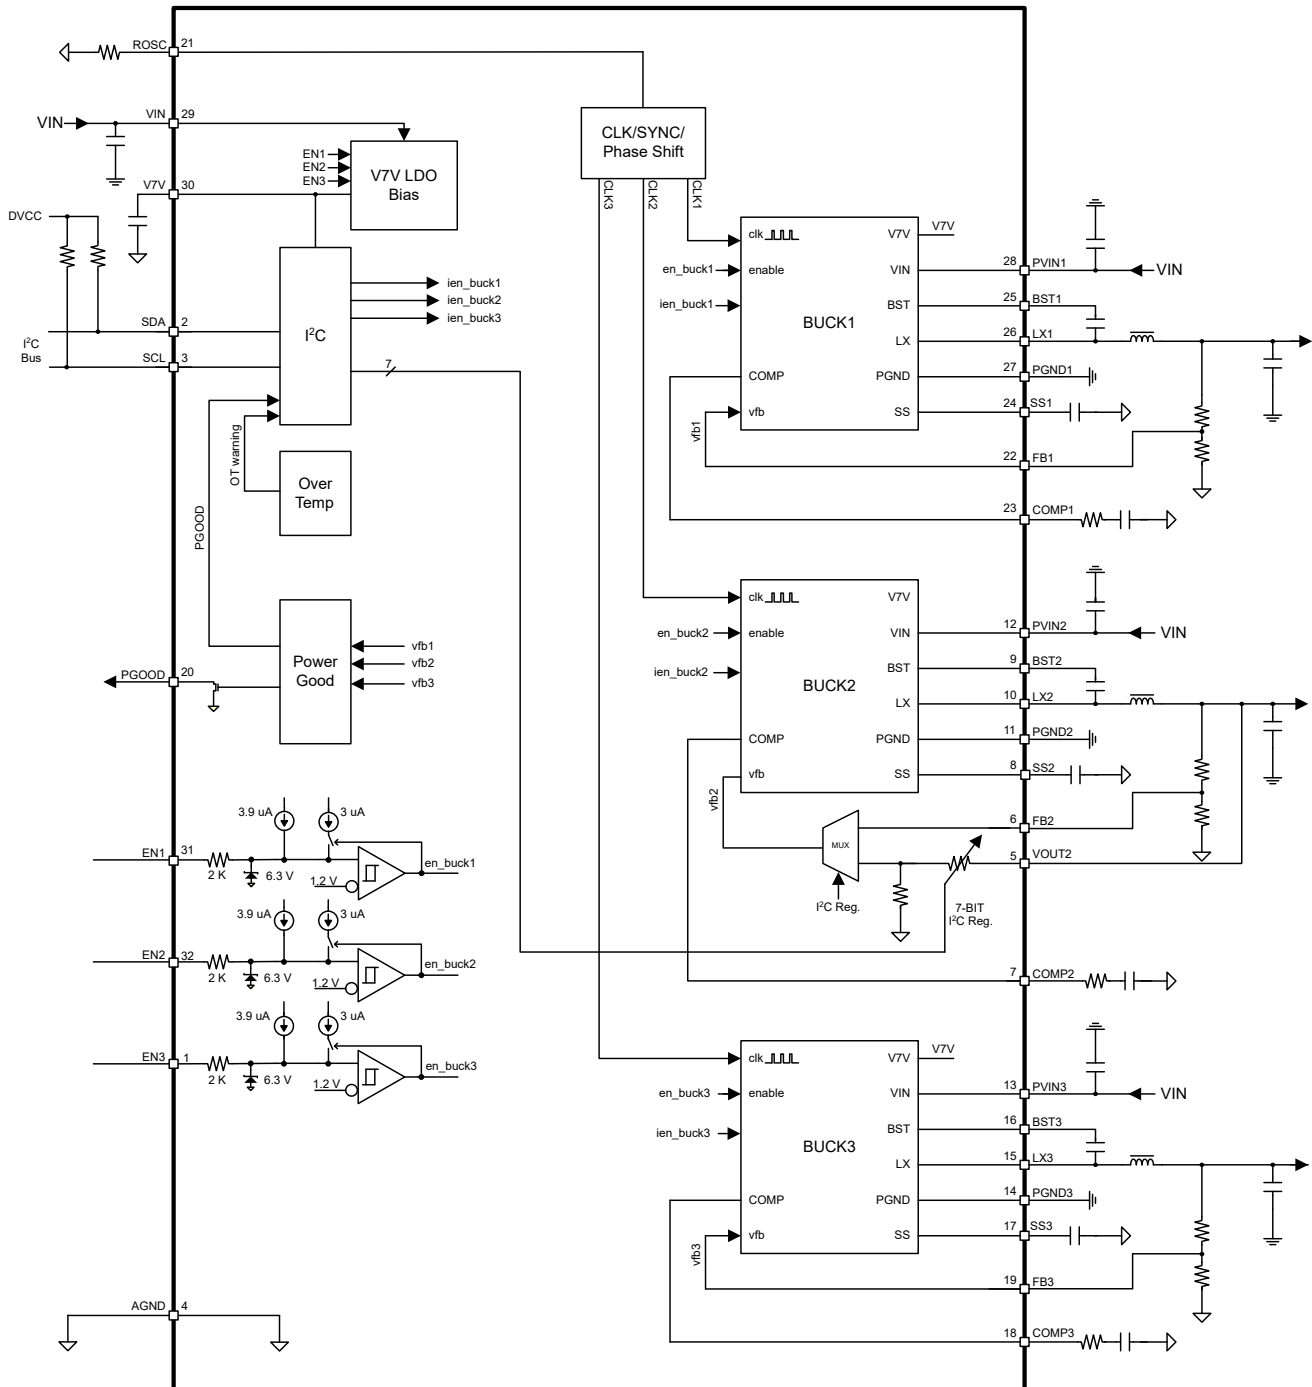 ROSC 21
VIN
VIN 29
V7V 30
DVCC
EN1
EN2
EN3
V7V LDO
Bias
CLK/SYNC/
Phase Shift
CLK3
CLK2
CLK1
I²C
Bus
SDA 2
SCL 3
I²C
ien_buck1
ien_buck2
ien_buck3
7
OT warning
PGOOD
Over
Temp
Power
Good
vfb1
vfb2
vfb3
PGOOD 20
3.9 uA
3 uA
EN1 31
2 K
6.3 V
1.2 V
en_buck1
3.9 uA
3 uA
EN2 32
2 K
6.3 V
1.2 V
en_buck2
3.9 uA
3 uA
EN3 1
2 K
6.3 V
1.2 V
en_buck3
AGND 4
BUCK1
clk
V7V
V7V
en_buck1
enable
VIN
28 PVIN1
VIN
ien_buck1
BST
25 BST1
LX
26 LX1
COMP
PGND
27 PGND1
vfb
SS
24 SS1
vfb1
22 FB1
23 COMP1
BUCK2
clk
V7V
en_buck2
enable
VIN
12 PVIN2
VIN
ien_buck2
BST
9 BST2
LX
10 LX2
COMP
PGND
11 PGND2
vfb
SS
8 SS2
vfb2
6 FB2
MUX
5 VOUT2
I²C Reg.
7-BIT
I²C Reg.
7 COMP2
BUCK3
clk
V7V
V7V
en_buck3
enable
VIN
13 PVIN3
VIN
ien_buck3
BST
16 BST3
LX
15 LX3
COMP
PGND
14 PGND3
vfb
SS
17 SS3
vfb3
19 FB3
18 COMP3